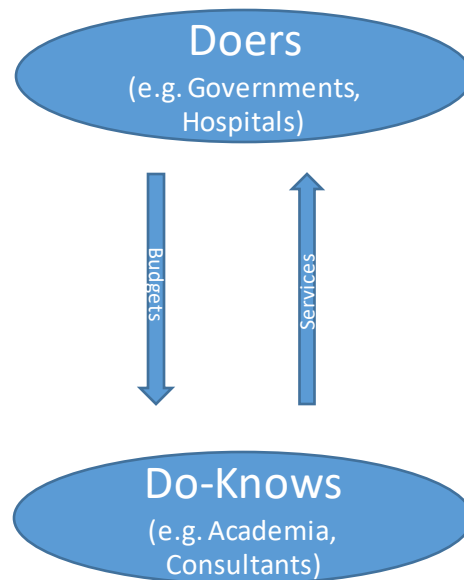 Doers
(e.g. Governments,
Hospitals)
Budgets
Services
Do-Knows
(e.g. Academia,
Consultants)